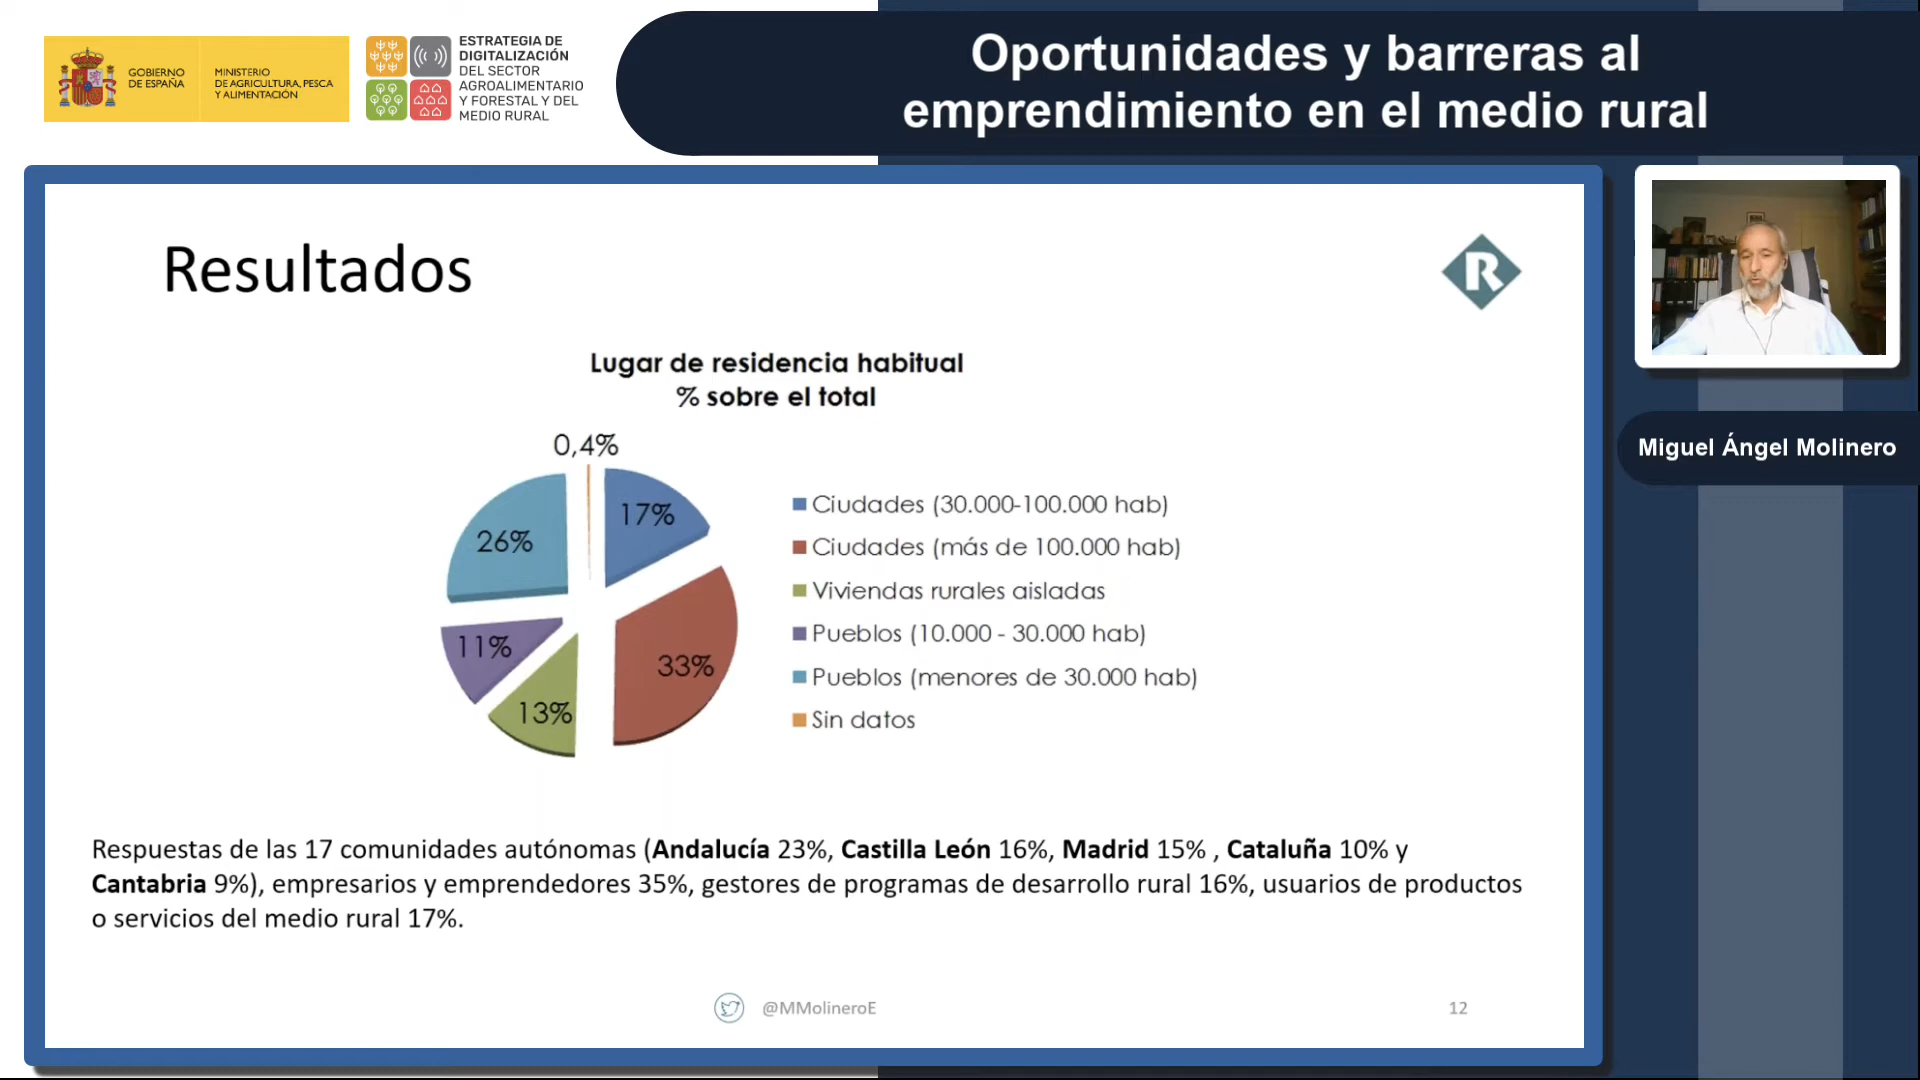 GOBIERNO
DE ESPAÑA
MINISTERIO
DE AGRICULTURA, PESCA
Y ALIMENTACIÓN
ESTRATEGIA DE
DIGITALIZACIÓN
DEL SECTOR
AGROALIMENTARIO
Y FORESTAL Y DEL
MEDIO RURAL
Oportunidades y barreras al
emprendimiento en el medio rural
Resultados
R
Lugar de residencia habitual
% sobre el total
0,4%
17%
26%
11%
33%
13%
Ciudades (30.000-100.000 hab)
Ciudades (más de 100.000 hab)
Viviendas rurales aisladas
Pueblos (10.000 - 30.000 hab)
Pueblos (menores de 30.000 hab)
Sin datos
Miguel Ángel Molinero
Respuestas de las 17 comunidades autónomas (Andalucía 23%, Castilla León 16%, Madrid 15% , Cataluña 10% y
Cantabria 9%), empresarios y emprendedores 35%, gestores de programas de desarrollo rural 16%, usuarios de productos
o servicios del medio rural 17%.
@MMolineroE
12